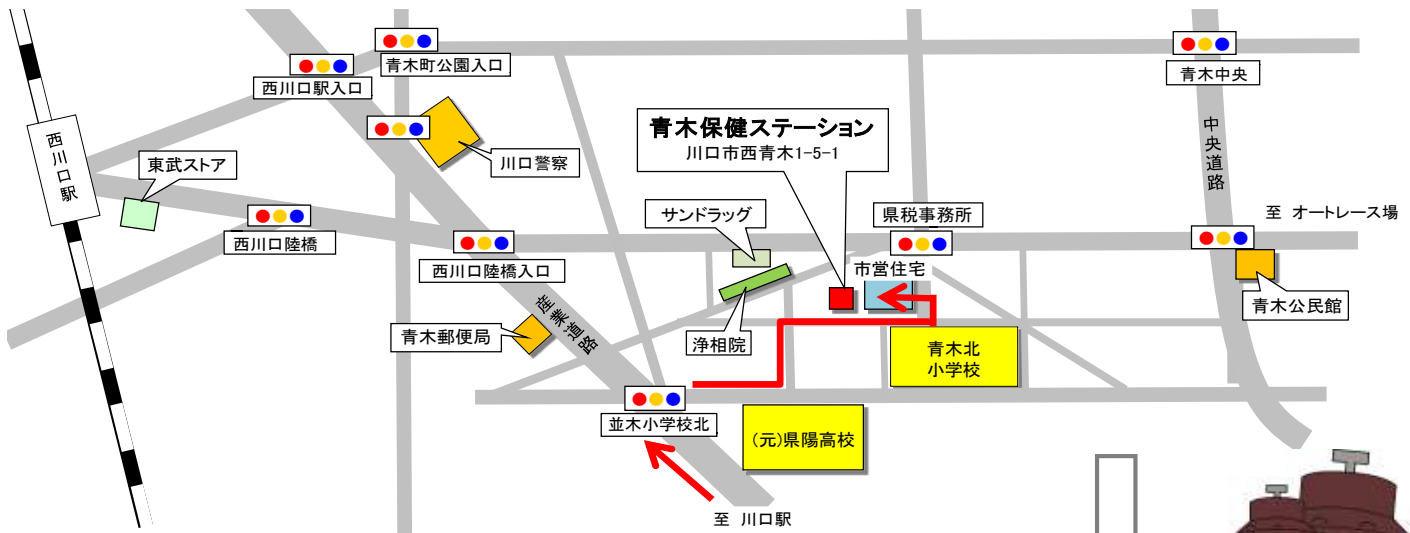 青木町公園入口
西川口駅入口
青木中央
青木保健ステーション
川口市西青木1-5-1
中央道路
西川口駅
東武ストア
川口警察
サンドラッグ
県税事務所
至 オートレース場
西川口陸橋
西川口陸橋入口
市営住宅
青木公民館
産業道路
青木郵便局
浄相院
青木北
小学校
並木小学校北
(元)県陽高校
至 川口駅